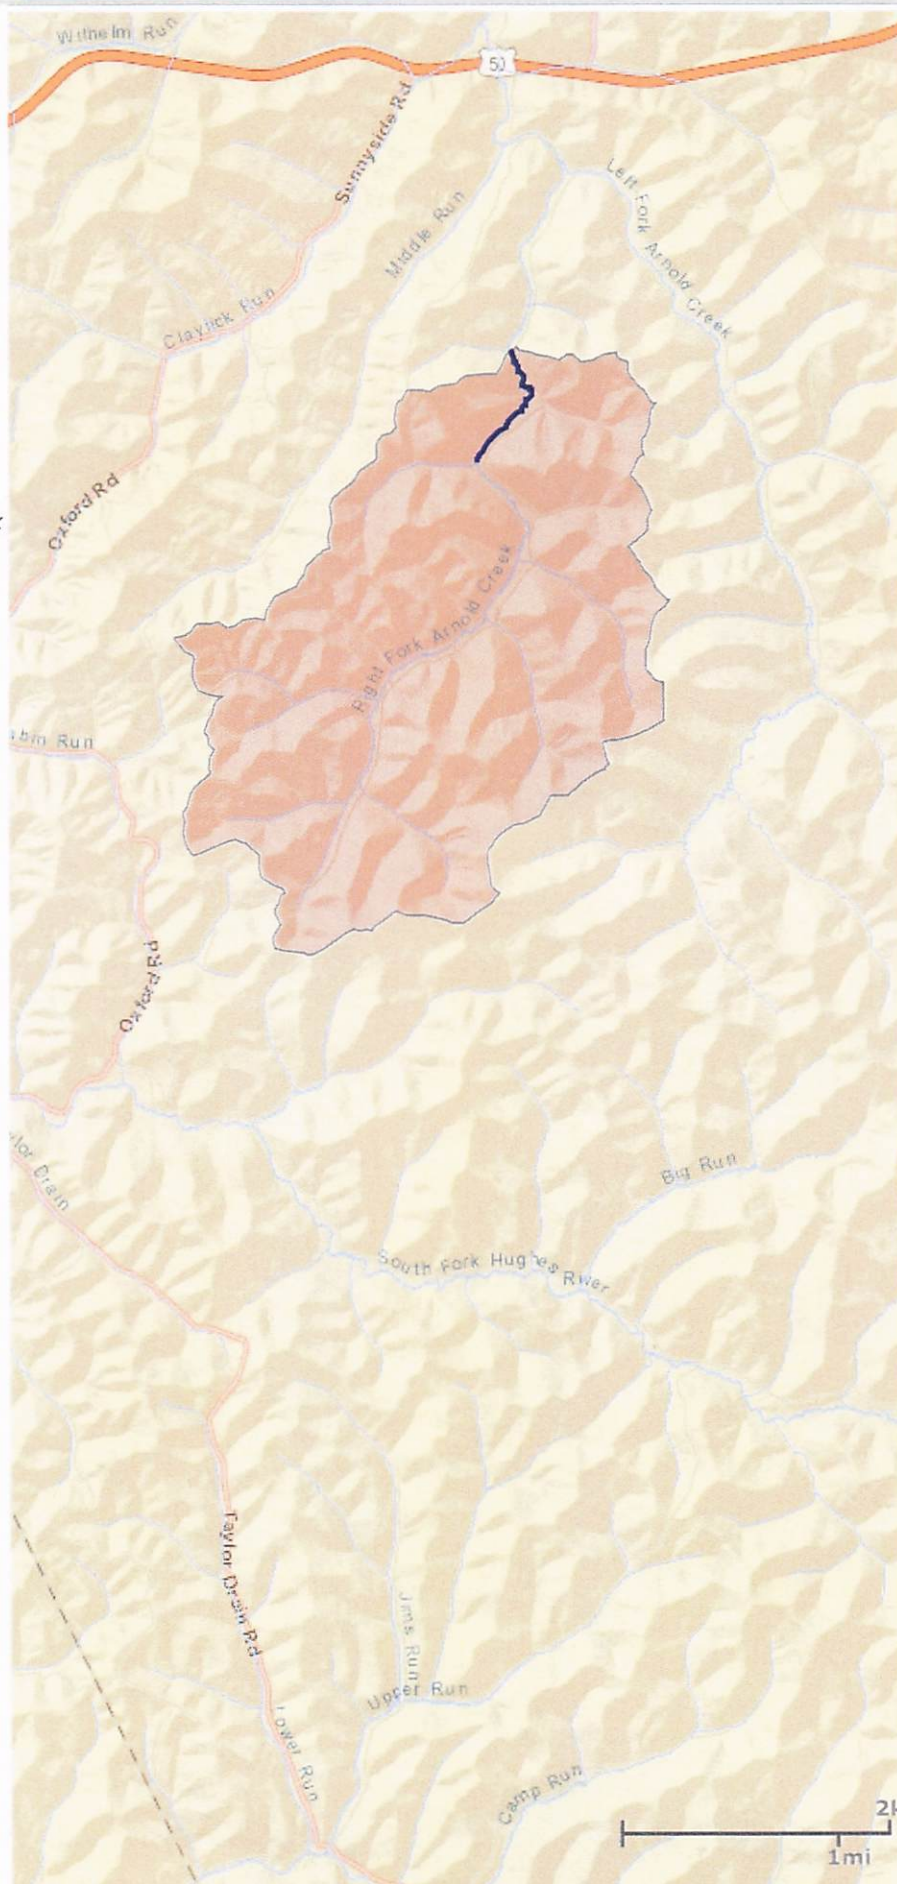 Wilhelm Run
50
Sunnyside Rd
Left Fork Arnold Creek
Middle Run
Claylick Run
Oxford Rd
Right Fork Arnold Creek
Run
Oxford Rd
Drain
Big Run
South Fork Hughes River
Taylor Drain Rd
Jims Run
Upper Run
Lower Run
Camp Run
1mi